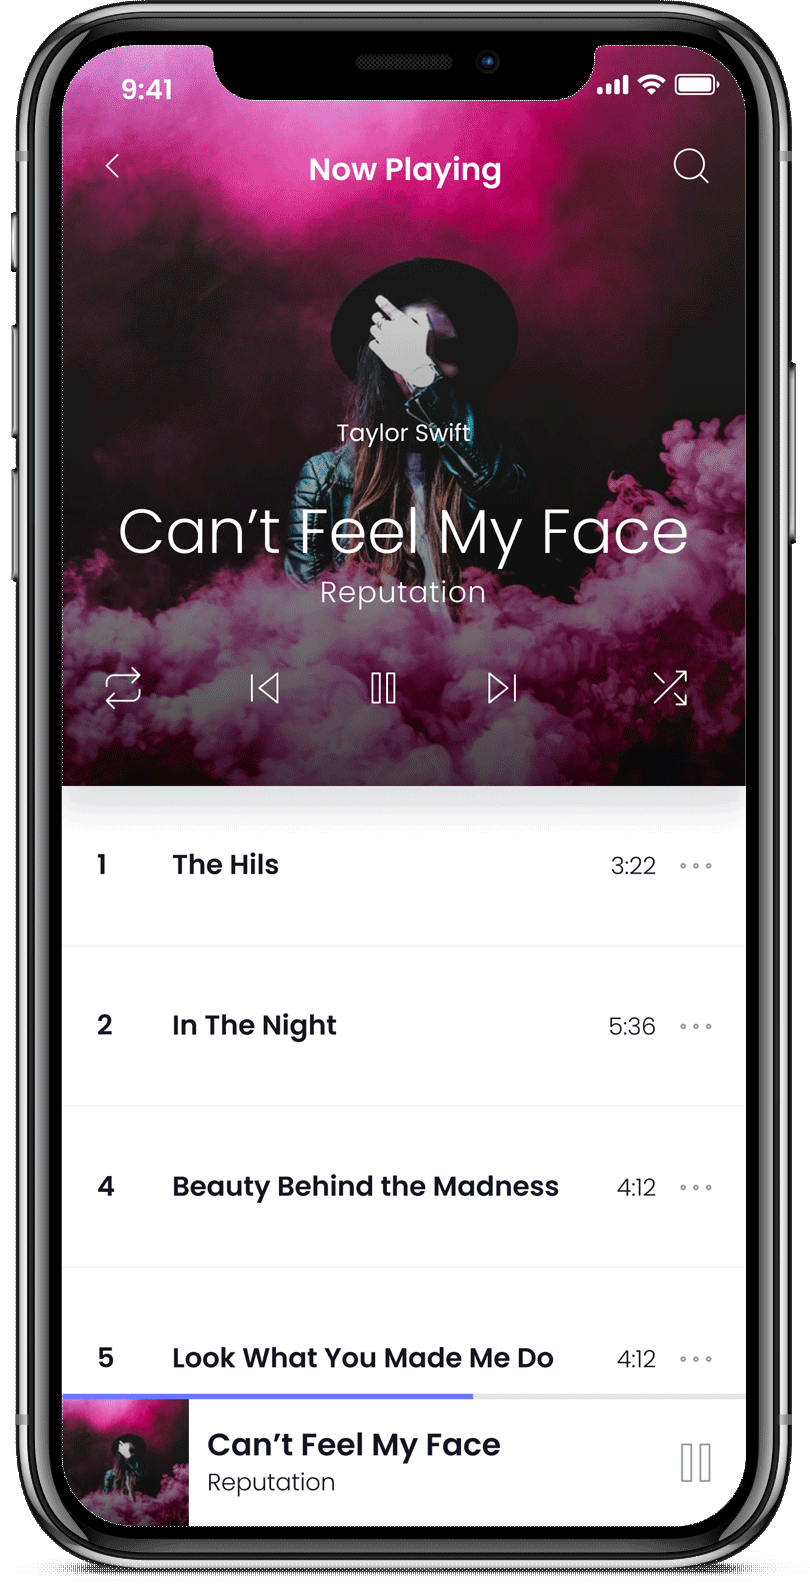 9:41
Now Playing
Taylor Swift
Can't Feel My Face
Reputation
1 The Hils 3:22
2 In The Night 5:36
4 Beauty Behind the Madness 4:12
5 Look What You Made Me Do 4:12
Can't Feel My Face
Reputation